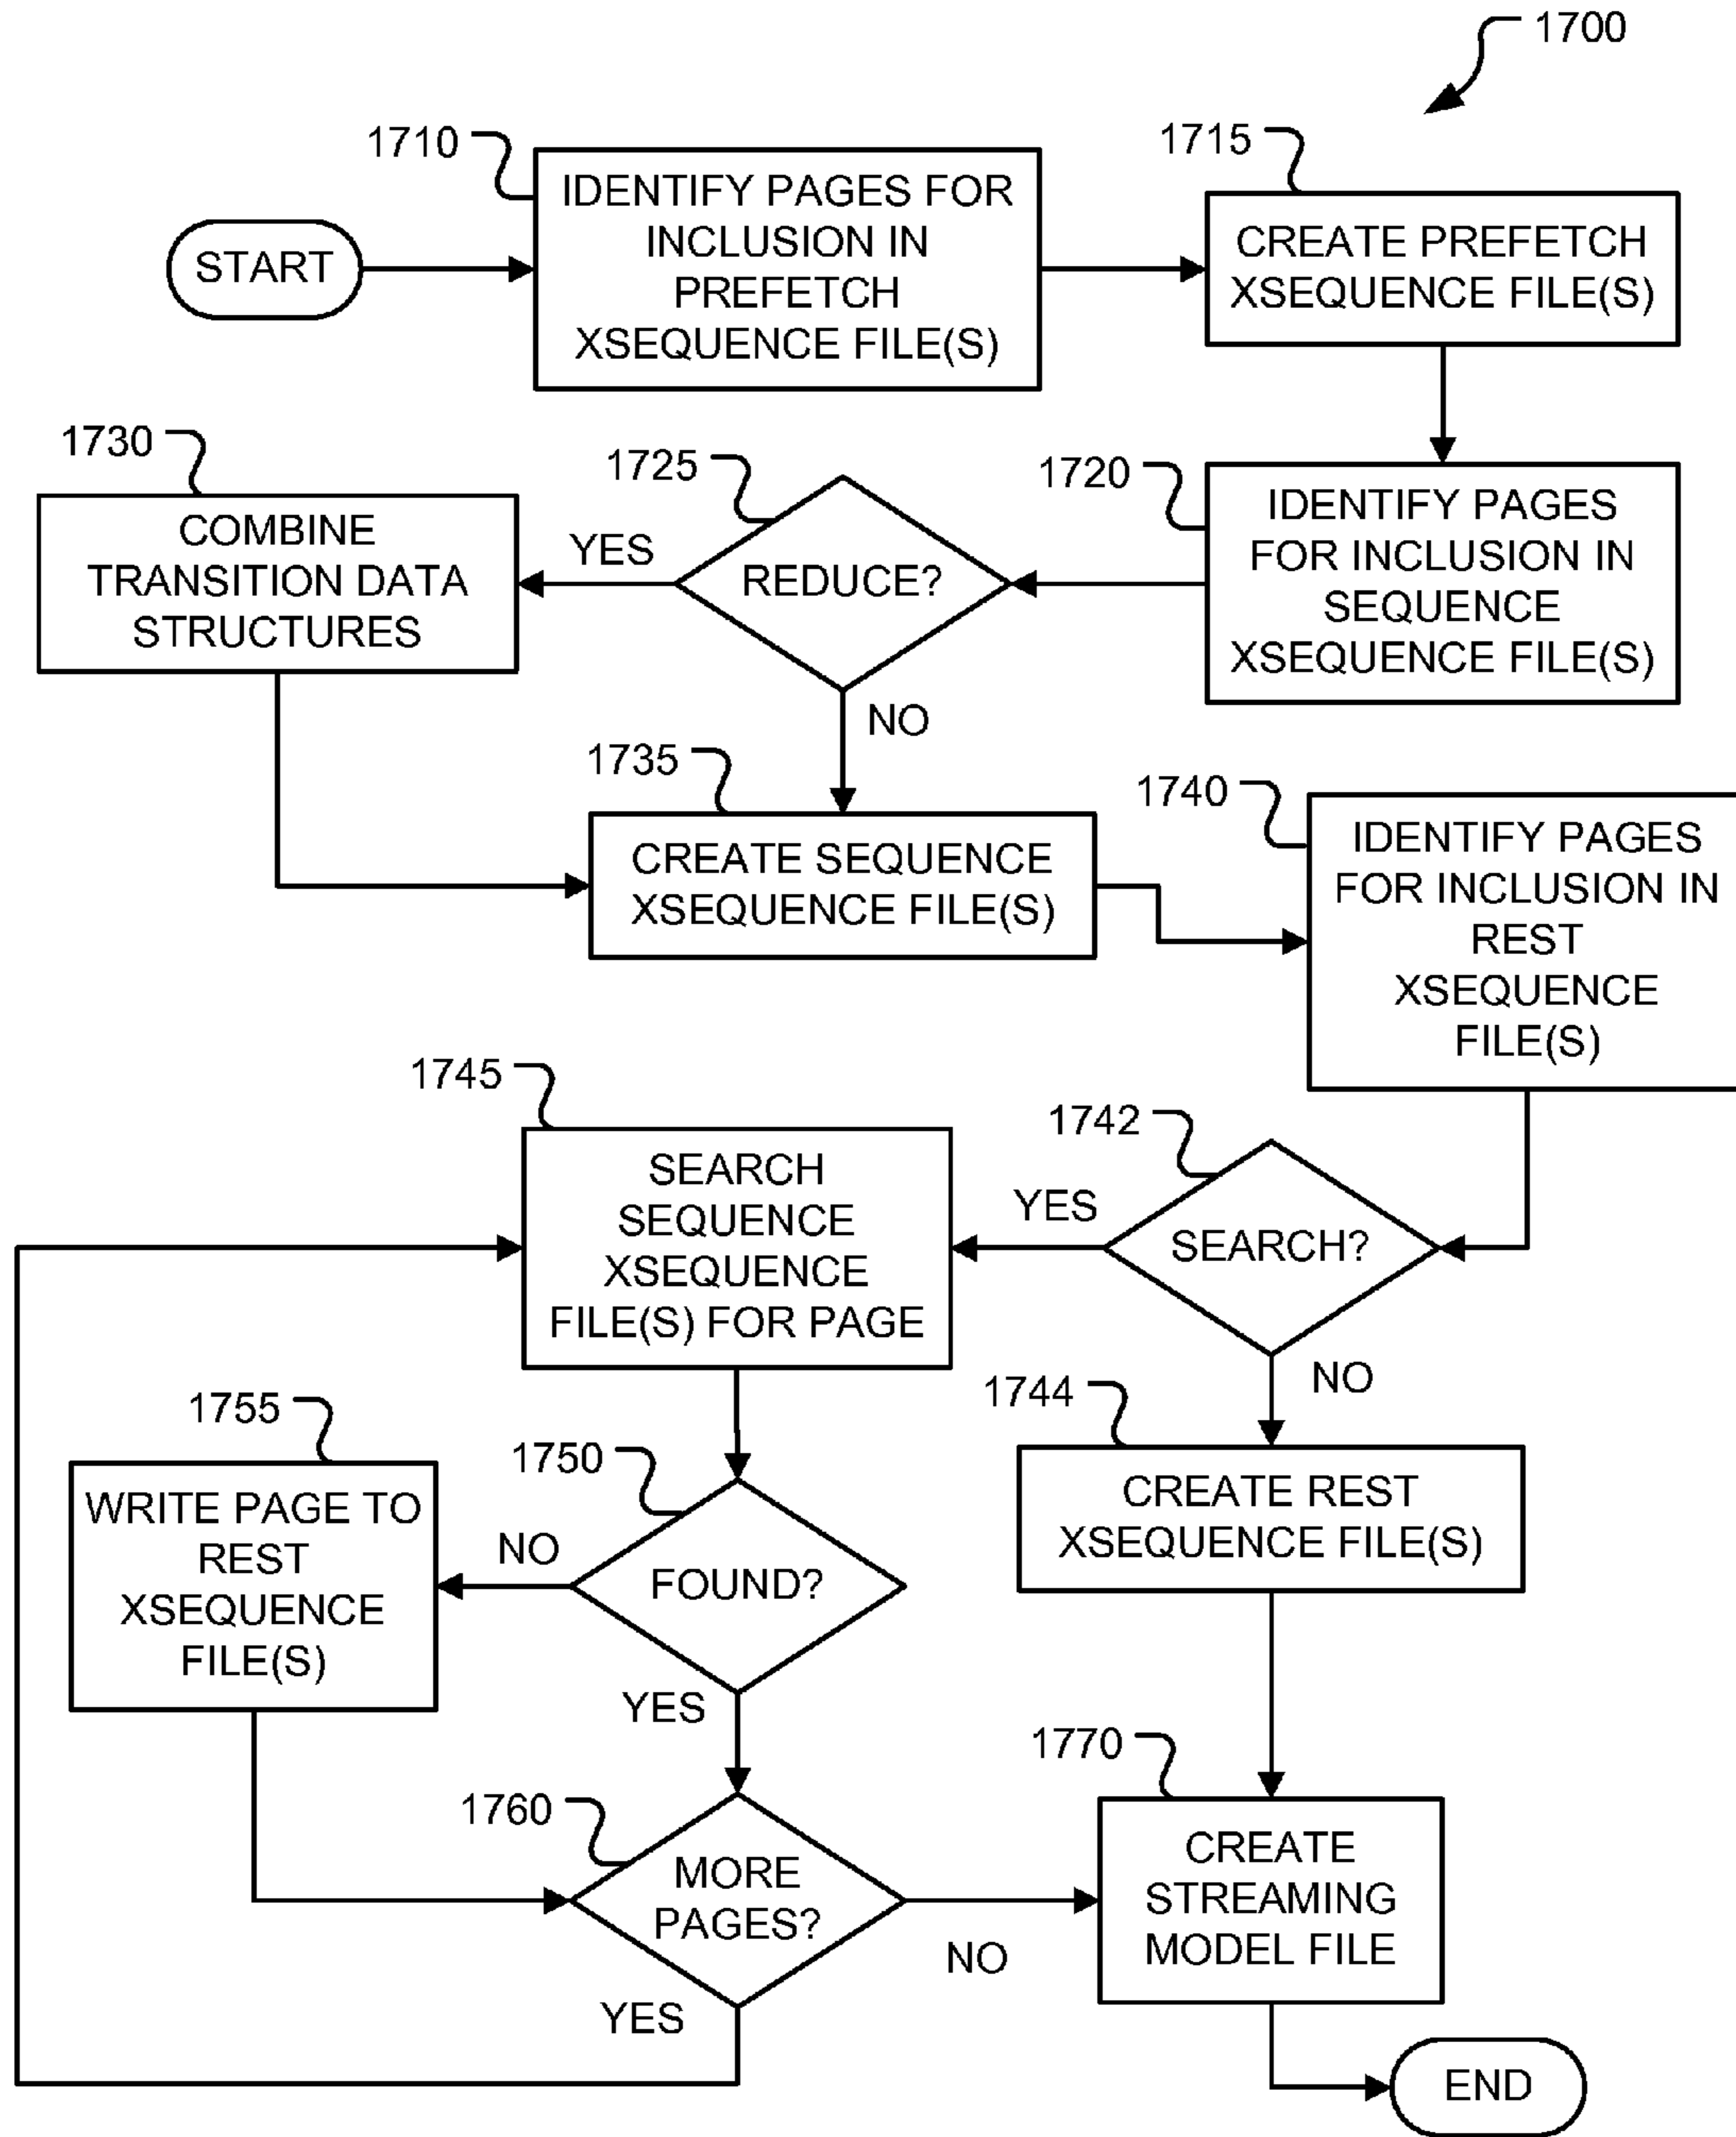 1700
1710
IDENTIFY PAGES FOR
INCLUSION IN
PREFETCH
XSEQUENCE FILE(S)
1715
CREATE PREFETCH
XSEQUENCE FILE(S)
START
1730
COMBINE
TRANSITION DATA
STRUCTURES
1725
YES
REDUCE?
NO
1720
IDENTIFY PAGES
FOR INCLUSION IN
SEQUENCE
XSEQUENCE FILE(S)
1735
CREATE SEQUENCE
XSEQUENCE FILE(S)
1740
IDENTIFY PAGES
FOR INCLUSION IN
REST
XSEQUENCE
FILE(S)
1745
SEARCH
SEQUENCE
XSEQUENCE
FILE(S) FOR PAGE
1742
YES
SEARCH?
NO
1744
CREATE REST
XSEQUENCE FILE(S)
1755
WRITE PAGE TO
REST
XSEQUENCE
FILE(S)
1750
NO
FOUND?
YES
1760
MORE
PAGES?
NO
YES
1770
CREATE
STREAMING
MODEL FILE
END